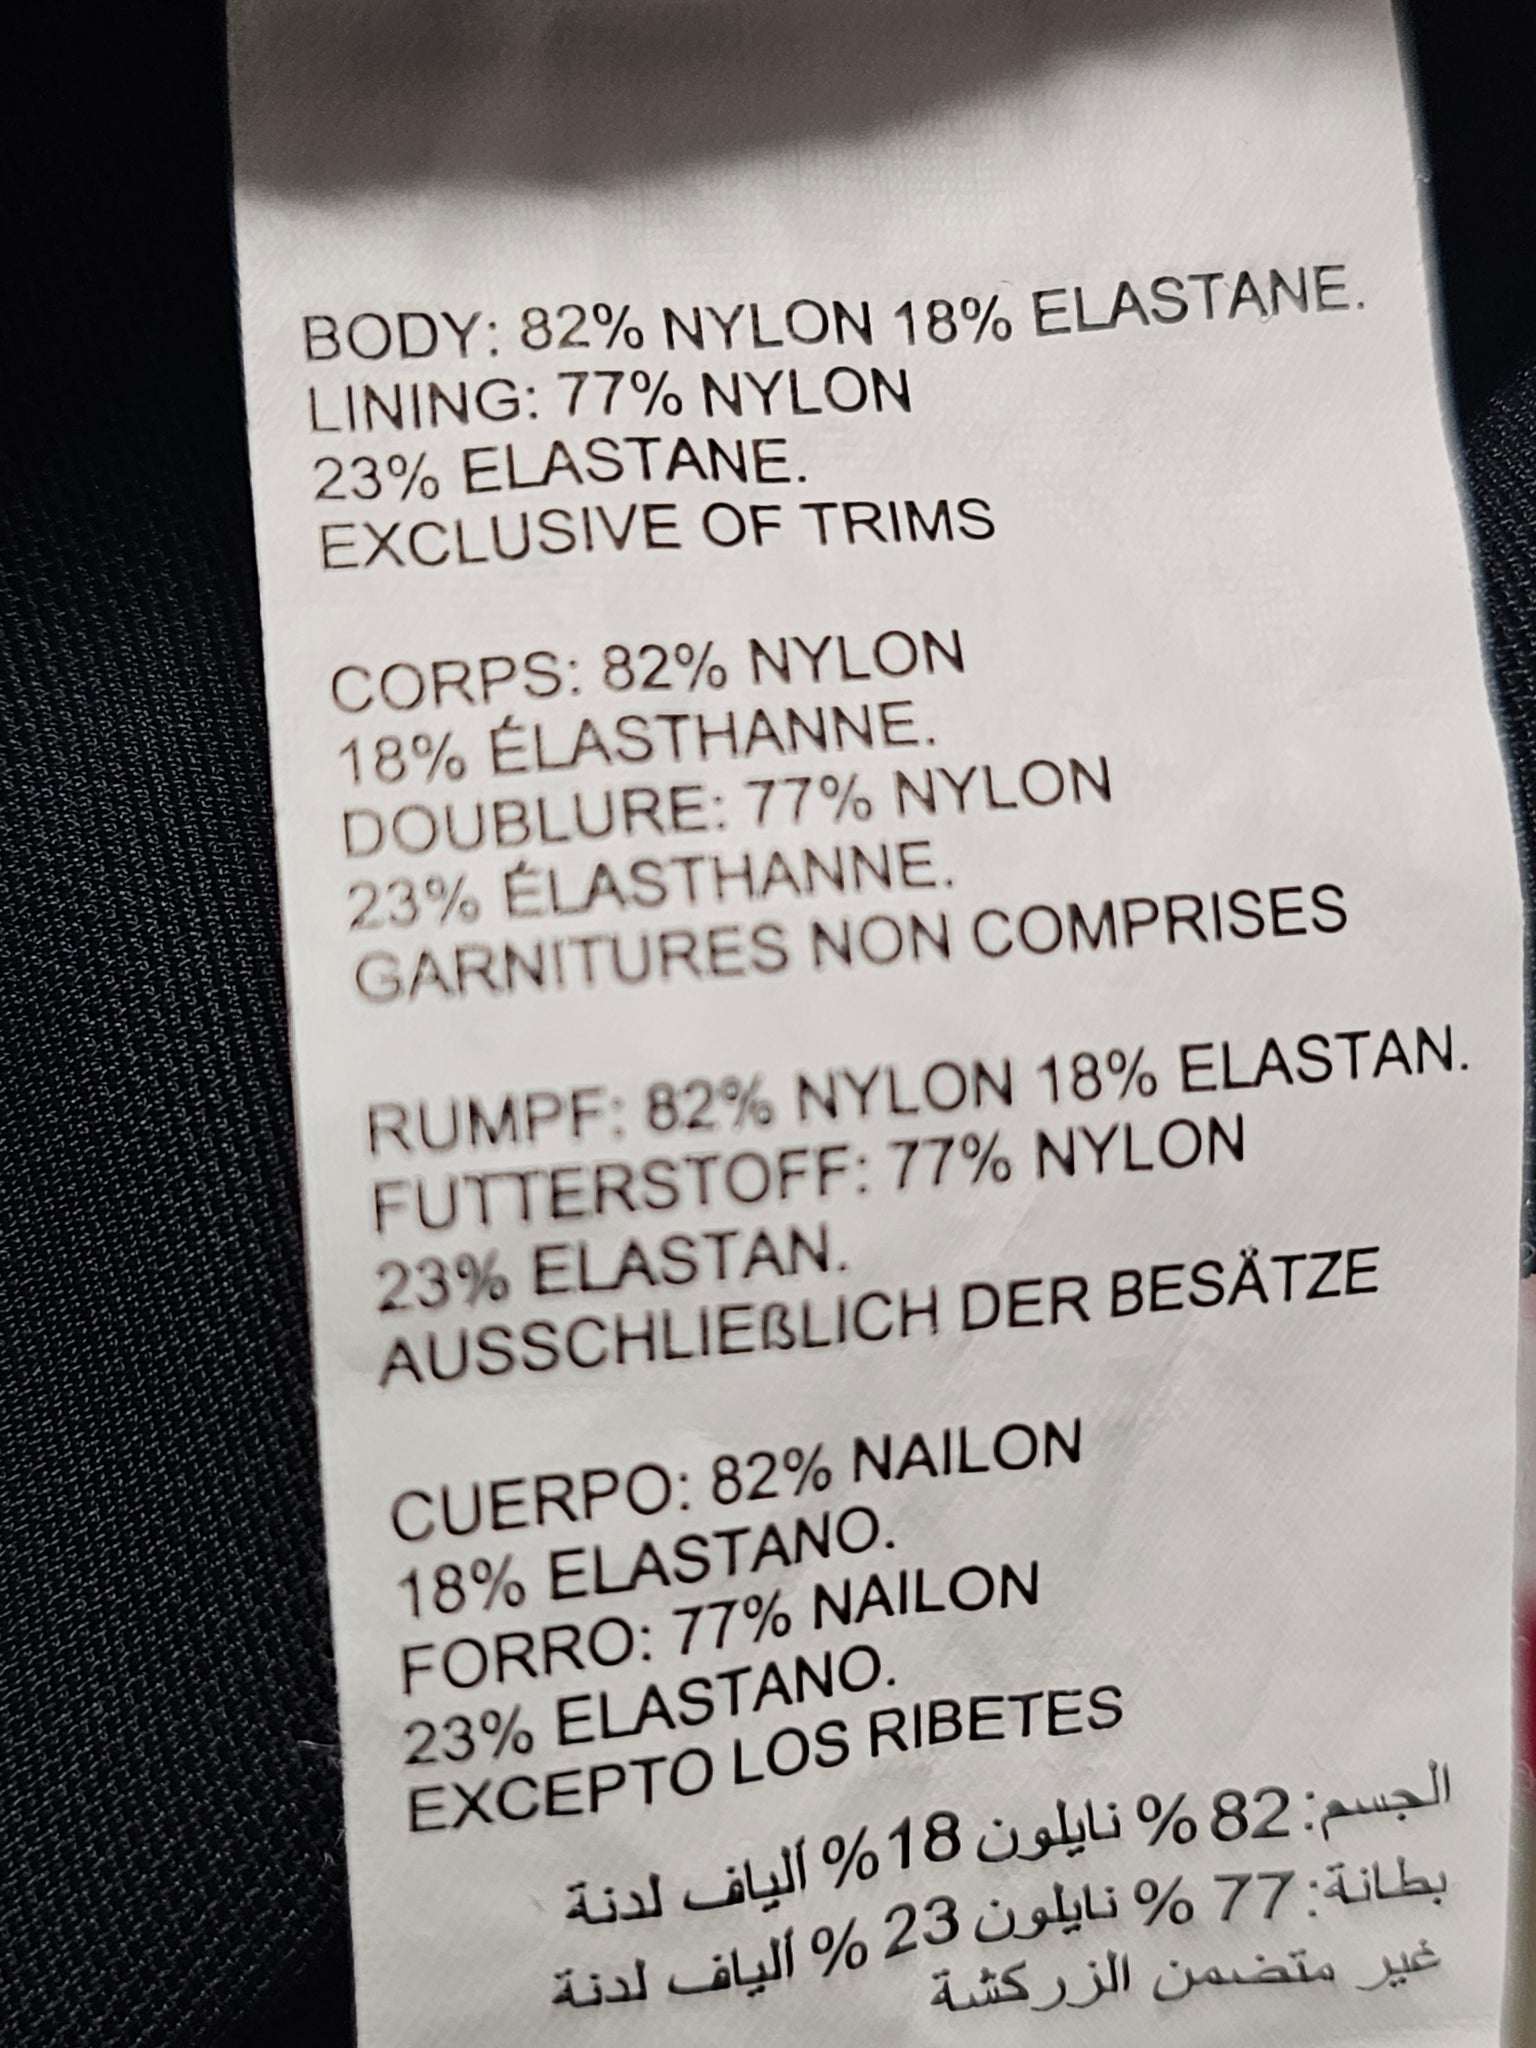 BODY: 82% NYLON 18% ELASTANE.
LINING: 77% NYLON
23% ELASTANE.
EXCLUSIVE OF TRIMS
CORPS: 82% NYLON
18% ÉLASTHANNE.
DOUBLURE: 77% NYLON
23% ÉLASTHANNE.
GARNITURES NON COMPRISES
RUMPF: 82% NYLON 18% ELASTAN.
FUTTERSTOFF: 77% NYLON
23% ELASTAN.
AUSSCHLIEßLICH DER BESÄTZE
CUERPO: 82% NAILON
18% ELASTANO.
FORRO: 77% NAILON
23% ELASTANO.
EXCEPTO LOS RIBETES
الجسم: 82 % نايلون 18% ألياف لدنة
بطانة: 77 % نايلون 23 % ألياف لدنة
غير متضمن الزركشة